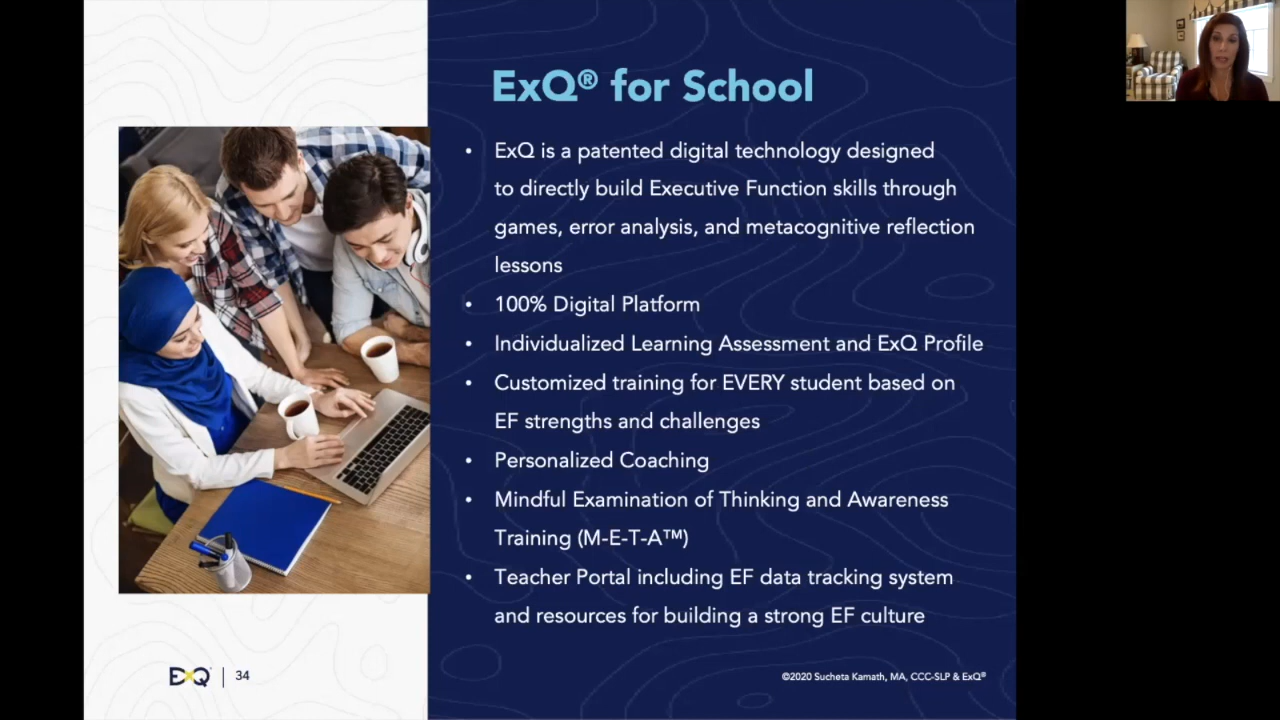 ExQ® for School
• ExQ is a patented digital technology designed
to directly build Executive Function skills through
games, error analysis, and metacognitive reflection
lessons
• 100% Digital Platform
• Individualized Learning Assessment and ExQ Profile
• Customized training for EVERY student based on
EF strengths and challenges
• Personalized Coaching
• Mindful Examination of Thinking and Awareness
Training (M-E-T-A™)
• Teacher Portal including EF data tracking system
and resources for building a strong EF culture
ExQ | 34
©2020 Sucheta Kamath, MA, CCC-SLP & ExQ®